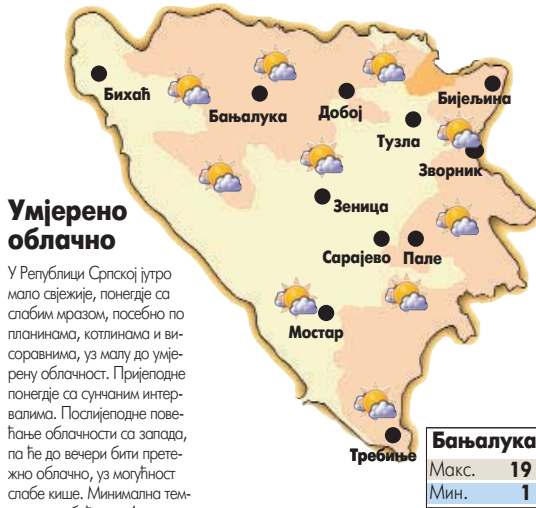 Бихаћ
Бањалука
Добој
Бијељина
Тузла
Зворник
Зеница
Сарајево
Пале
Мостар
Требиње
Умјерено
облачно
У Републици Српској јутро
мало свјежије, понегдје са
слабим мразом, посебно по
планинама, котлинама и ви-
соравнима, уз малу до умје-
рену облачност. Пријеподне
понегдје са сунчаним интер-
валима. Послијеподне пове-
ћање облачности са запада,
па ће до вечери бити прете-
жно облачно, уз могућност
слабе кише. Минимална тем-
Бањалука
Макс. 19
Мин. 1